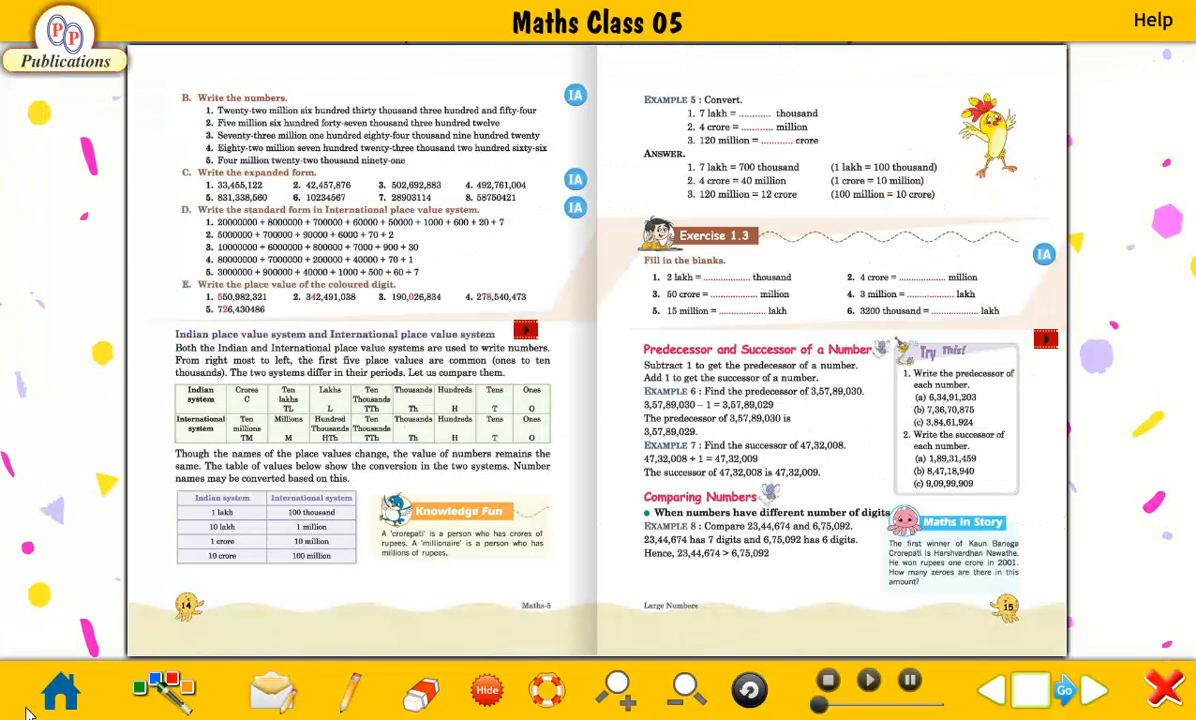 Maths Class 05
Help
PP
Publications
B. Write the numbers.
IA
1. Twenty-two million six hundred thirty thousand three hundred and fifty-four
2. Five million six hundred forty-seven thousand three hundred twelve
3. Seventy-three million one hundred eighty-four thousand nine hundred twenty
4. Eighty-two million seven hundred twenty-three thousand two hundred sixty-six
5. Four million twenty-two thousand ninety-one
C. Write the expanded form.
IA
1. 33,455,122 2. 42,457,876 3. 502,692,883 4. 492,761,004
5. 831,338,560 6. 10234567 7. 28903114 8. 58750421
D. Write the standard form in International place value system.
IA
1. 20000000 + 8000000 + 700000 + 60000 + 50000 + 1000 + 600 + 20 + 7
2. 5000000 + 700000 + 90000 + 6000 + 70 + 2
3. 10000000 + 6000000 + 800000 + 7000 + 900 + 30
4. 80000000 + 7000000 + 200000 + 40000 + 70 + 1
5. 3000000 + 900000 + 40000 + 1000 + 500 + 60 + 7
E. Write the place value of the coloured digit.
1. 550,982,321 2. 342,491,038 3. 190,026,834 4. 278,540,473
5. 726,430486
Indian place value system and International place value system
Both the Indian and International place value systems are used to write numbers.
From right most to left, the first five place values are common (ones to ten
thousands). The two systems differ in their periods. Let us compare them.
Indian system Crores C Ten lakhs TL Lakhs L Ten Thousands TTh Thousands Th Hundreds H Tens T Ones O
International system Ten millions TM Millions M Hundred Thousands HTh Ten Thousands TTh Thousands Th Hundreds H Tens T Ones O
Though the names of the place values change, the value of numbers remains the
same. The table of values below show the conversion in the two systems. Number
names may be converted based on this.
Indian system International system
1 lakh 100 thousand
10 lakh 1 million
1 crore 10 million
10 crore 100 million
Knowledge Fun
A 'crorepati' is a person who has crores of
rupees. A 'millionaire' is a person who has
millions of rupees.
14
Maths-5
EXAMPLE 5 : Convert.
1. 7 lakh = ........... thousand
2. 4 crore = ........... million
3. 120 million = ........... crore
ANSWER.
1. 7 lakh = 700 thousand (1 lakh = 100 thousand)
2. 4 crore = 40 million (1 crore = 10 million)
3. 120 million = 12 crore (100 million = 10 crore)
Exercise 1.3
IA
Fill in the blanks.
1. 2 lakh = ................ thousand 2. 4 crore = ................ million
3. 50 crore = ................ million 4. 3 million = ................ lakh
5. 15 million = ................ lakh 6. 3200 thousand = ................ lakh
Predecessor and Successor of a Number
Subtract 1 to get the predecessor of a number.
Add 1 to get the successor of a number.
EXAMPLE 6 : Find the predecessor of 3,57,89,030.
3,57,89,030 – 1 = 3,57,89,029
The predecessor of 3,57,89,030 is
3,57,89,029.
EXAMPLE 7 : Find the successor of 47,32,008.
47,32,008 + 1 = 47,32,009
The successor of 47,32,008 is 47,32,009.
Try This!
1. Write the predecessor of
each number.
(a) 6,34,91,203
(b) 7,36,70,875
(c) 3,84,61,924
2. Write the successor of
each number.
(a) 1,89,31,459
(b) 8,47,18,940
(c) 9,09,99,909
Comparing Numbers
• When numbers have different number of digits
EXAMPLE 8 : Compare 23,44,674 and 6,75,092.
23,44,674 has 7 digits and 6,75,092 has 6 digits.
Hence, 23,44,674 > 6,75,092
Maths in Story
The first winner of Kaun Banega
Crorepati is Harshvardhan Nawathe.
He won rupees one crore in 2001.
How many zeroes are there in this
amount?
Large Numbers
15
Hide
Go